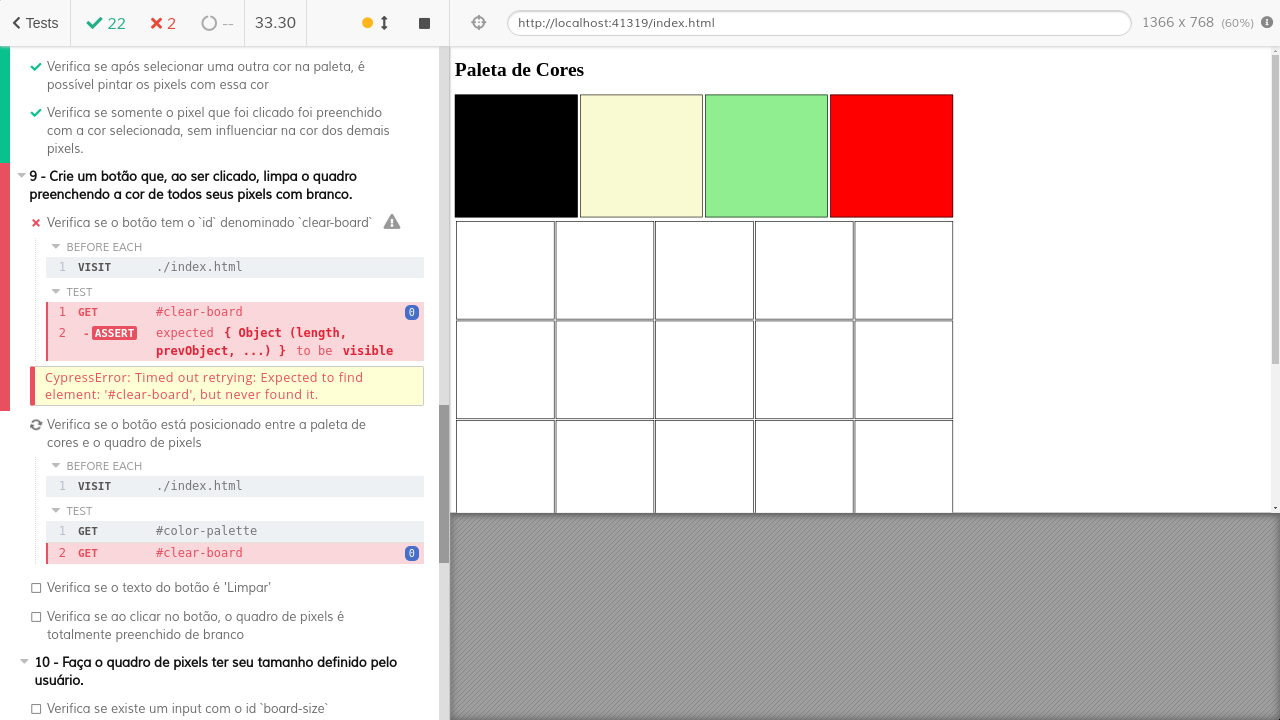 Tests
22
2
--
33.30
http://localhost:41319/index.html
1366 x 768 (60%)
Verifica se após selecionar uma outra cor na paleta, é
possível pintar os pixels com essa cor
Verifica se somente o pixel que foi clicado foi preenchido
com a cor selecionada, sem influenciar na cor dos demais
pixels.
9 - Crie um botão que, ao ser clicado, limpa o quadro
preenchendo a cor de todos seus pixels com branco.
Verifica se o botão tem o `id` denominado `clear-board`
BEFORE EACH
1 VISIT ./index.html
TEST
1 GET #clear-board 0
2 - ASSERT expected { Object (length,
prevObject, ...) } to be visible
CypressError: Timed out retrying: Expected to find
element: '#clear-board', but never found it.
Verifica se o botão está posicionado entre a paleta de
cores e o quadro de pixels
BEFORE EACH
1 VISIT ./index.html
TEST
1 GET #color-palette
2 GET #clear-board 0
Verifica se o texto do botão é 'Limpar'
Verifica se ao clicar no botão, o quadro de pixels é
totalmente preenchido de branco
10 - Faça o quadro de pixels ter seu tamanho definido pelo
usuário.
Verifica se existe um input com o id `board-size`
Paleta de Cores